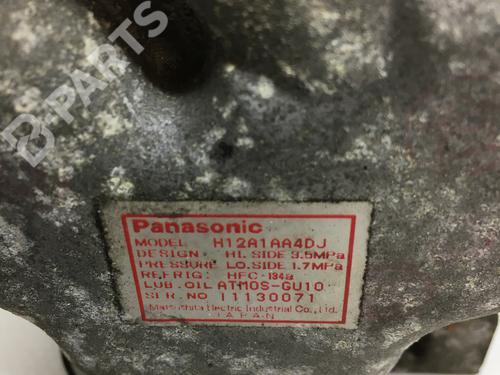 B-PARTS
B-PARTS
Panasonic
MODEL H12A1AA4DJ
DESIGN HI.SIDE 3.5MPa
PRESSURE LO.SIDE 1.7MPa
REFRIG: HFC-134a
LUB.OIL ATMOS-GU10
SER.NO 11130071
Matsushita Electric Industrial Co., Ltd.
JAPAN